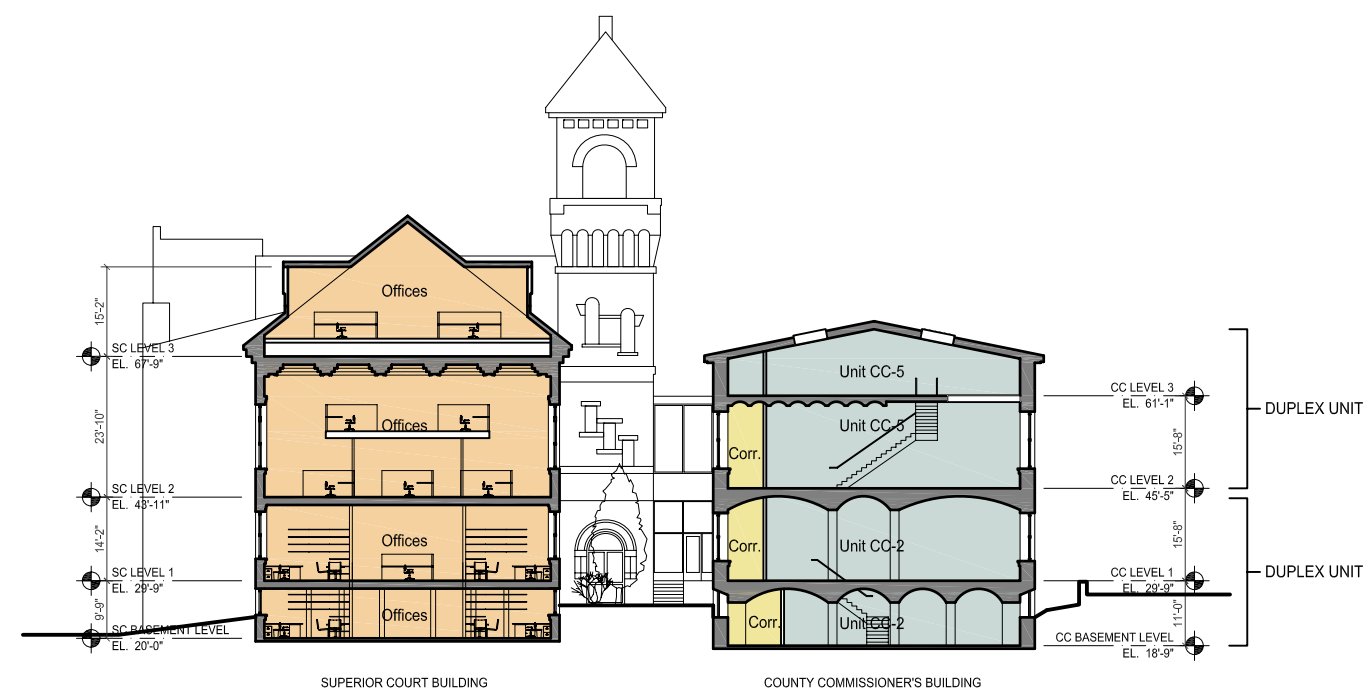 Offices
15'-2"
SC LEVEL 3
EL. 67'-9"
Unit CC-5
CC LEVEL 3
EL. 61'-1"
DUPLEX UNIT
23'-10"
Offices
Unit CC-5
15'-8"
Corr.
CC LEVEL 2
EL. 45'-5"
SC LEVEL 2
EL. 43'-11"
14'-2"
Offices
Corr.
Unit CC-2
15'-8"
SC LEVEL 1
EL. 29'-9"
CC LEVEL 1
EL. 29'-9"
DUPLEX UNIT
9'-9"
Offices
Corr.
Unit CC-2
11'-0"
SC BASEMENT LEVEL
EL. 20'-0"
CC BASEMENT LEVEL
EL. 18'-9"
SUPERIOR COURT BUILDING
COUNTY COMMISSIONER'S BUILDING